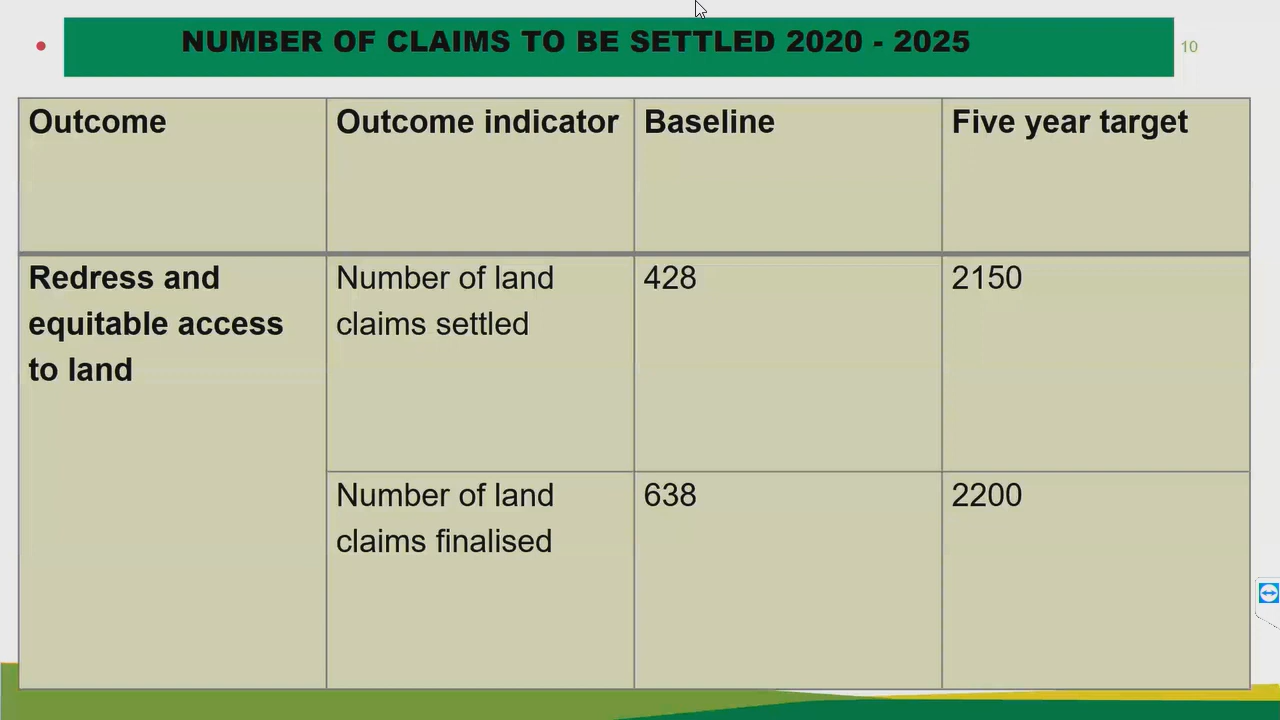 NUMBER OF CLAIMS TO BE SETTLED 2020 - 2025
10
Outcome
Outcome indicator
Baseline
Five year target
Redress and
equitable access
to land
Number of land
claims settled
428
2150
Number of land
claims finalised
638
2200